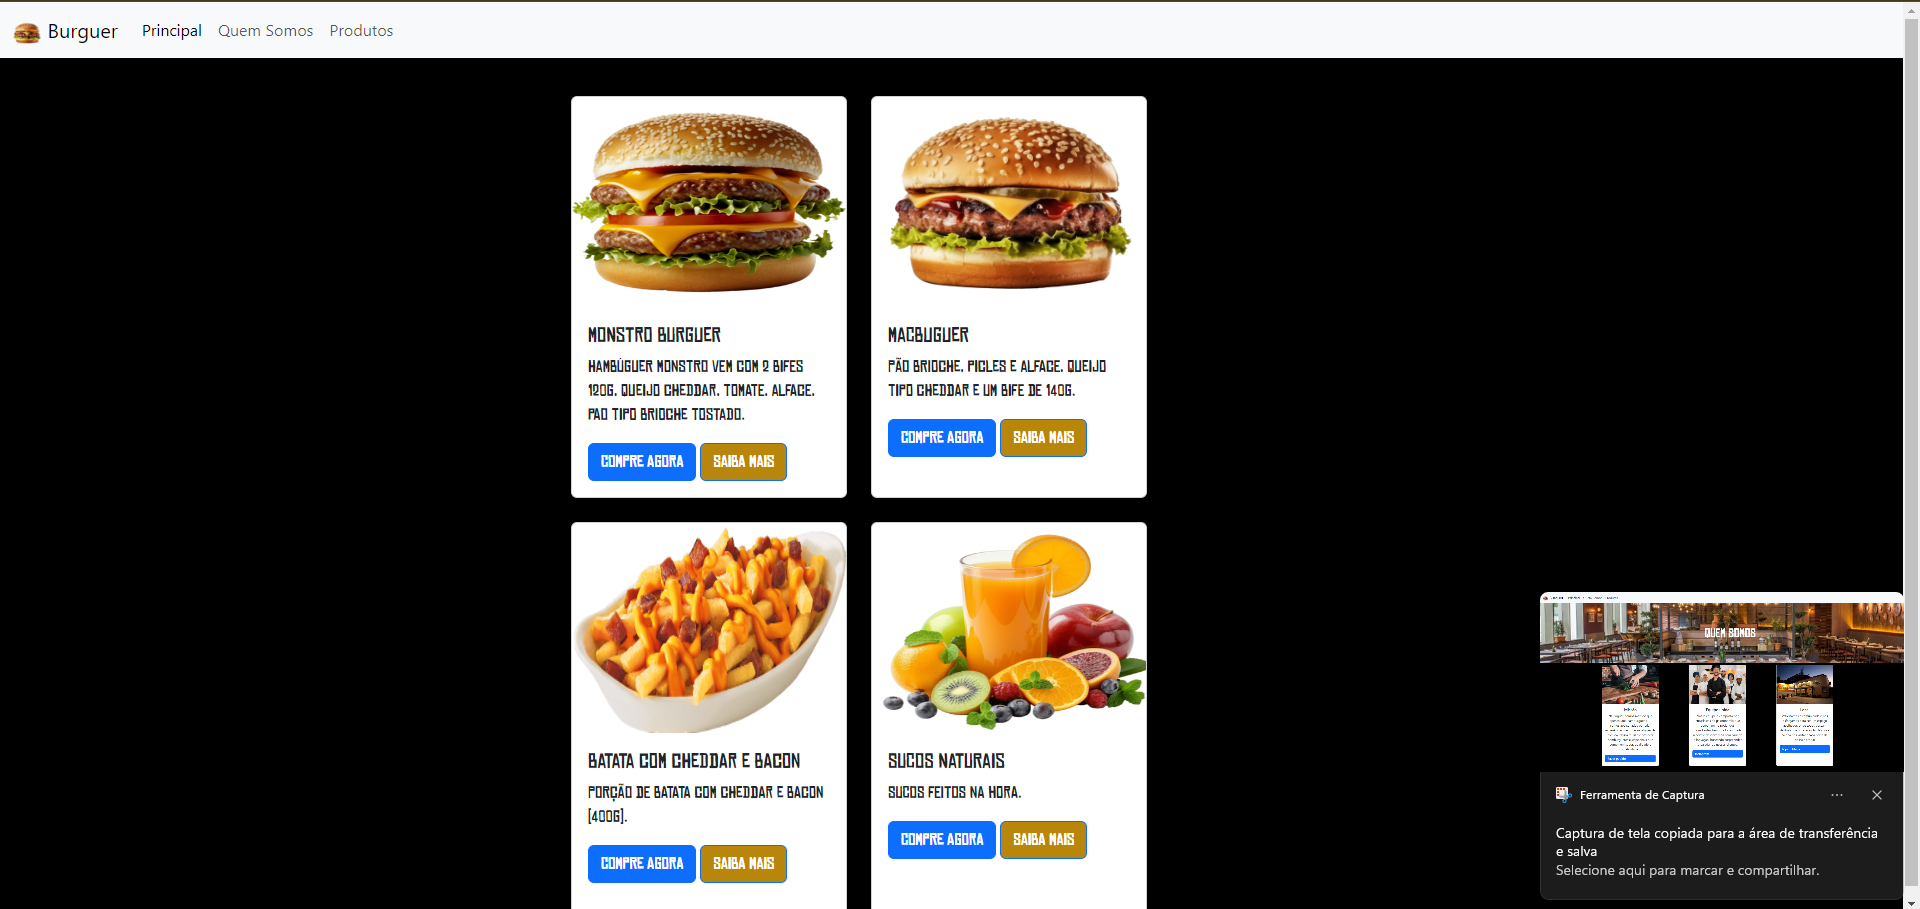 Burguer Principal Quem Somos Produtos
MONSTRO BURGUER
HAMBÚGUER MONSTRO VEM COM 2 BIFES
120G, QUEIJO CHEDDAR, TOMATE, ALFACE,
PAO TIPO BRIOCHE TOSTADO.
COMPRE AGORA SAIBA MAIS
MACBUGUER
PÃO BRIOCHE, PICLES E ALFACE, QUEIJO
TIPO CHEDDAR E UM BIFE DE 140G.
COMPRE AGORA SAIBA MAIS
BATATA COM CHEDDAR E BACON
PORÇÃO DE BATATA COM CHEDDAR E BACON
(400G).
COMPRE AGORA SAIBA MAIS
SUCOS NATURAIS
SUCOS FEITOS NA HORA.
COMPRE AGORA SAIBA MAIS
QUEM SOMOS
Ferramenta de Captura
Captura de tela copiada para a área de transferência
e salva
Selecione aqui para marcar e compartilhar.